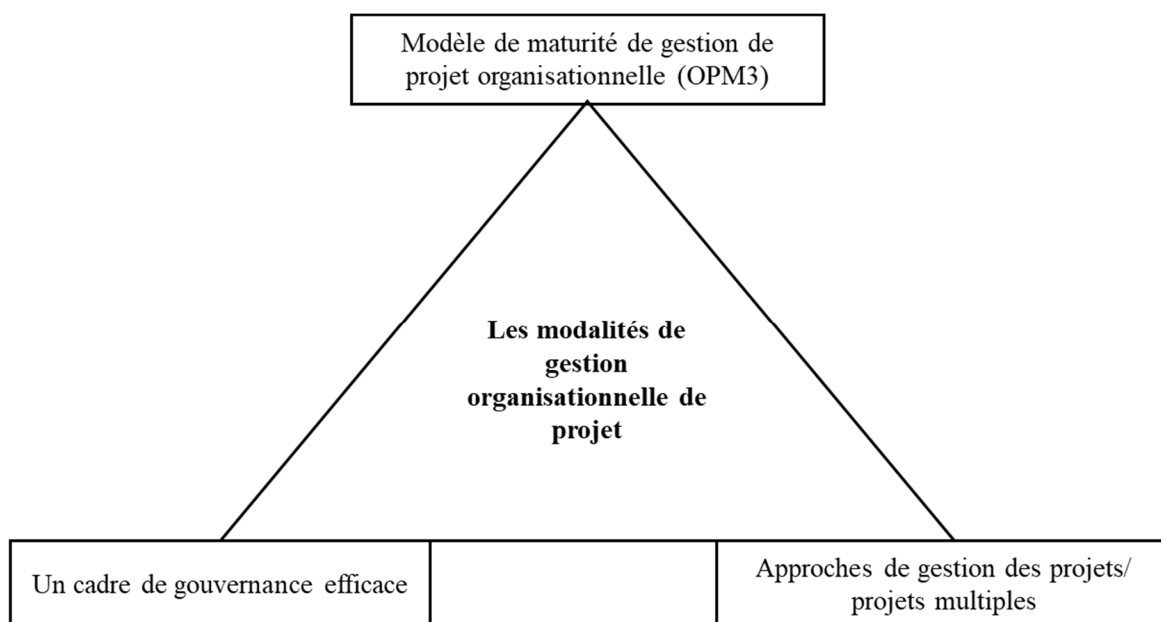 Modèle de maturité de gestion de
projet organisationnelle (OPM3)
Les modalités de
gestion
organisationnelle de
projet
Un cadre de gouvernance efficace
Approches de gestion des projets/
projets multiples